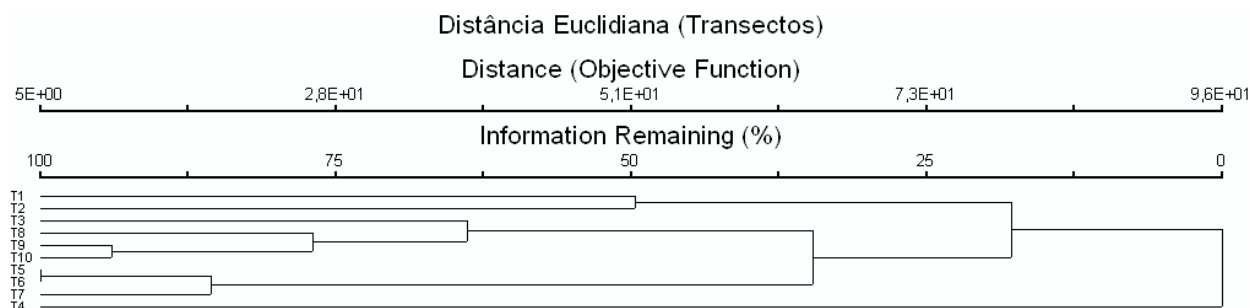 Distância Euclidiana (Transectos)
Distance (Objective Function)
5E+00 2,8E+01 5,1E+01 7,3E+01 9,6E+01
Information Remaining (%)
100 75 50 25 0
T1
T2
T3
T8
T9
T10
T5
T6
T7
T4